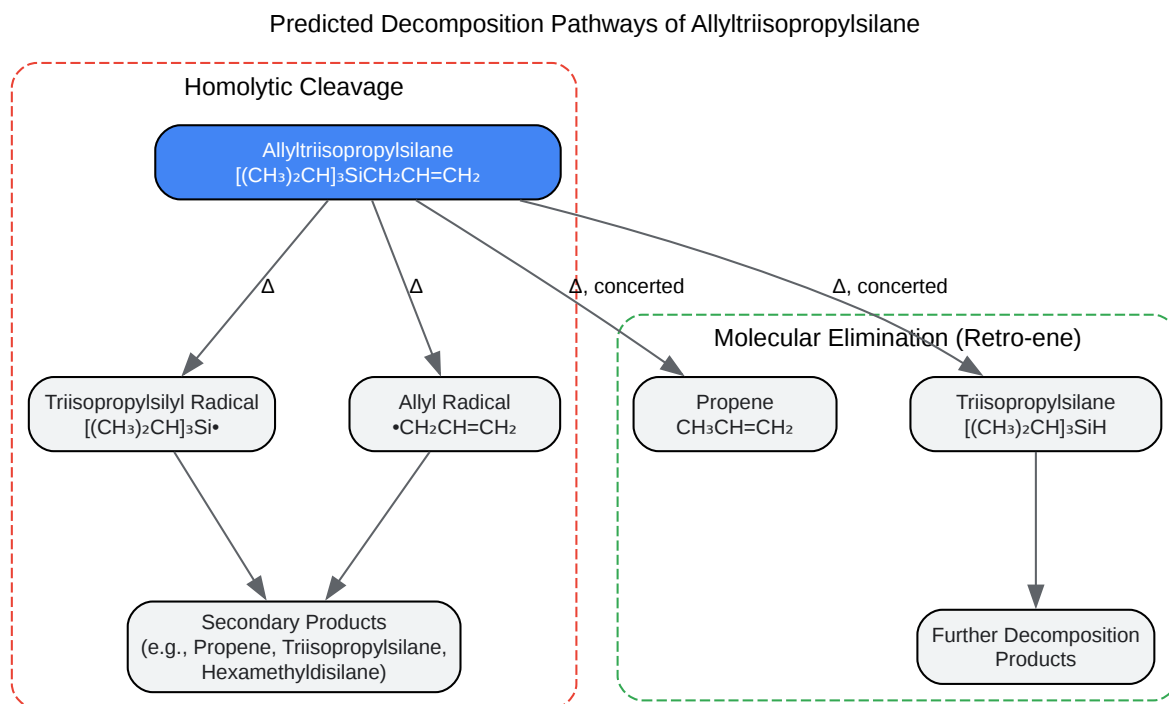 Predicted Decomposition Pathways of Allyltriisopropylsilane
Homolytic Cleavage
Allyltriisopropylsilane
[(CH₃)₂CH]₃SiCH₂CH=CH₂
Δ
Δ
Δ, concerted
Δ, concerted
Molecular Elimination (Retro-ene)
Triisopropylsilyl Radical
[(CH₃)₂CH]₃Si•
Allyl Radical
•CH₂CH=CH₂
Propene
CH₃CH=CH₂
Triisopropylsilane
[(CH₃)₂CH]₃SiH
Secondary Products
(e.g., Propene, Triisopropylsilane,
Hexamethyldisilane)
Further Decomposition
Products